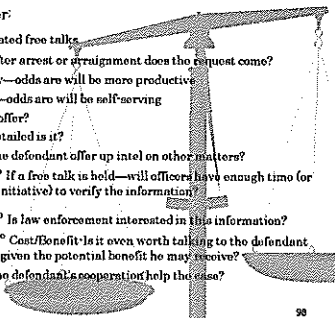 er:
ated free talks
ter arrest or arraignment does the request come?
—odds are will be more productive
—odds are will be self-serving
offer?
etailed is it?
e defendant offer up intel on other matters?
If a free talk is held—will officers have enough time (or
nitiative) to verify the information?
Is law enforcement interested in this information?
Cost/Benefit-Is it even worth talking to the defendant
given the potential benefit he may receive?
e defendant's cooperation help the case?
98